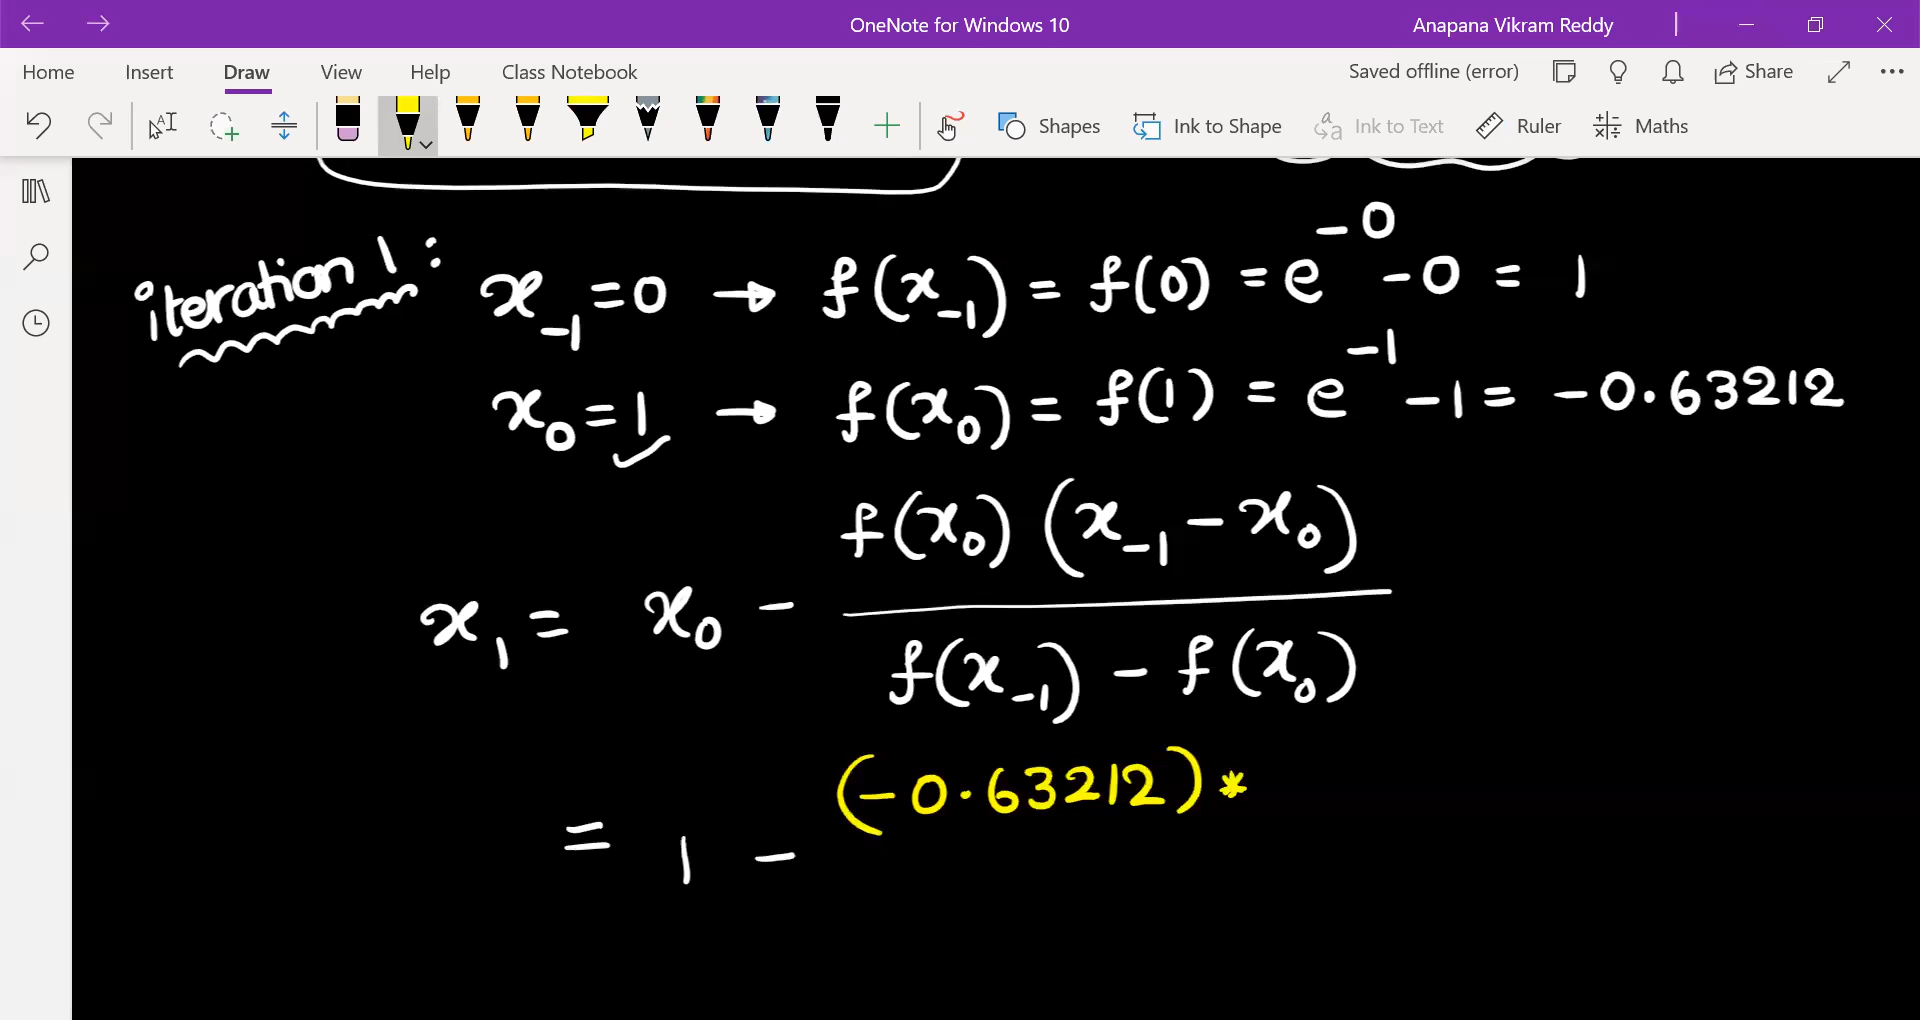 OneNote for Windows 10 Anapana Vikram Reddy
Home Insert Draw View Help Class Notebook Saved offline (error) Share
Shapes Ink to Shape Ink to Text Ruler Maths
iteration 1 : x₋₁ = 0 → f(x₋₁) = f(0) = e⁻⁰ - 0 = 1
x₀ = 1 → f(x₀) = f(1) = e⁻¹ - 1 = -0.63212
f(x₀) (x₋₁ - x₀)
x₁ = x₀ -
f(x₋₁) - f(x₀)
(-0.63212) *
= 1 -